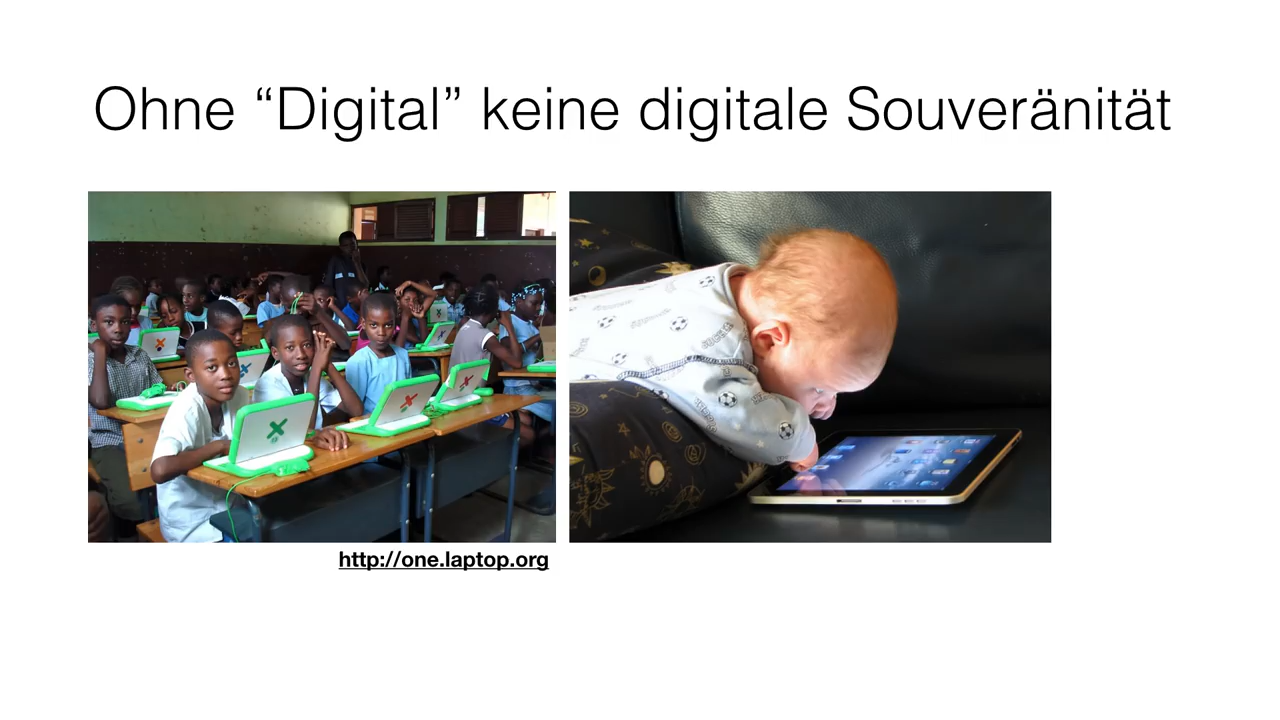 Ohne “Digital” keine digitale Souveränität
http://one.laptop.org